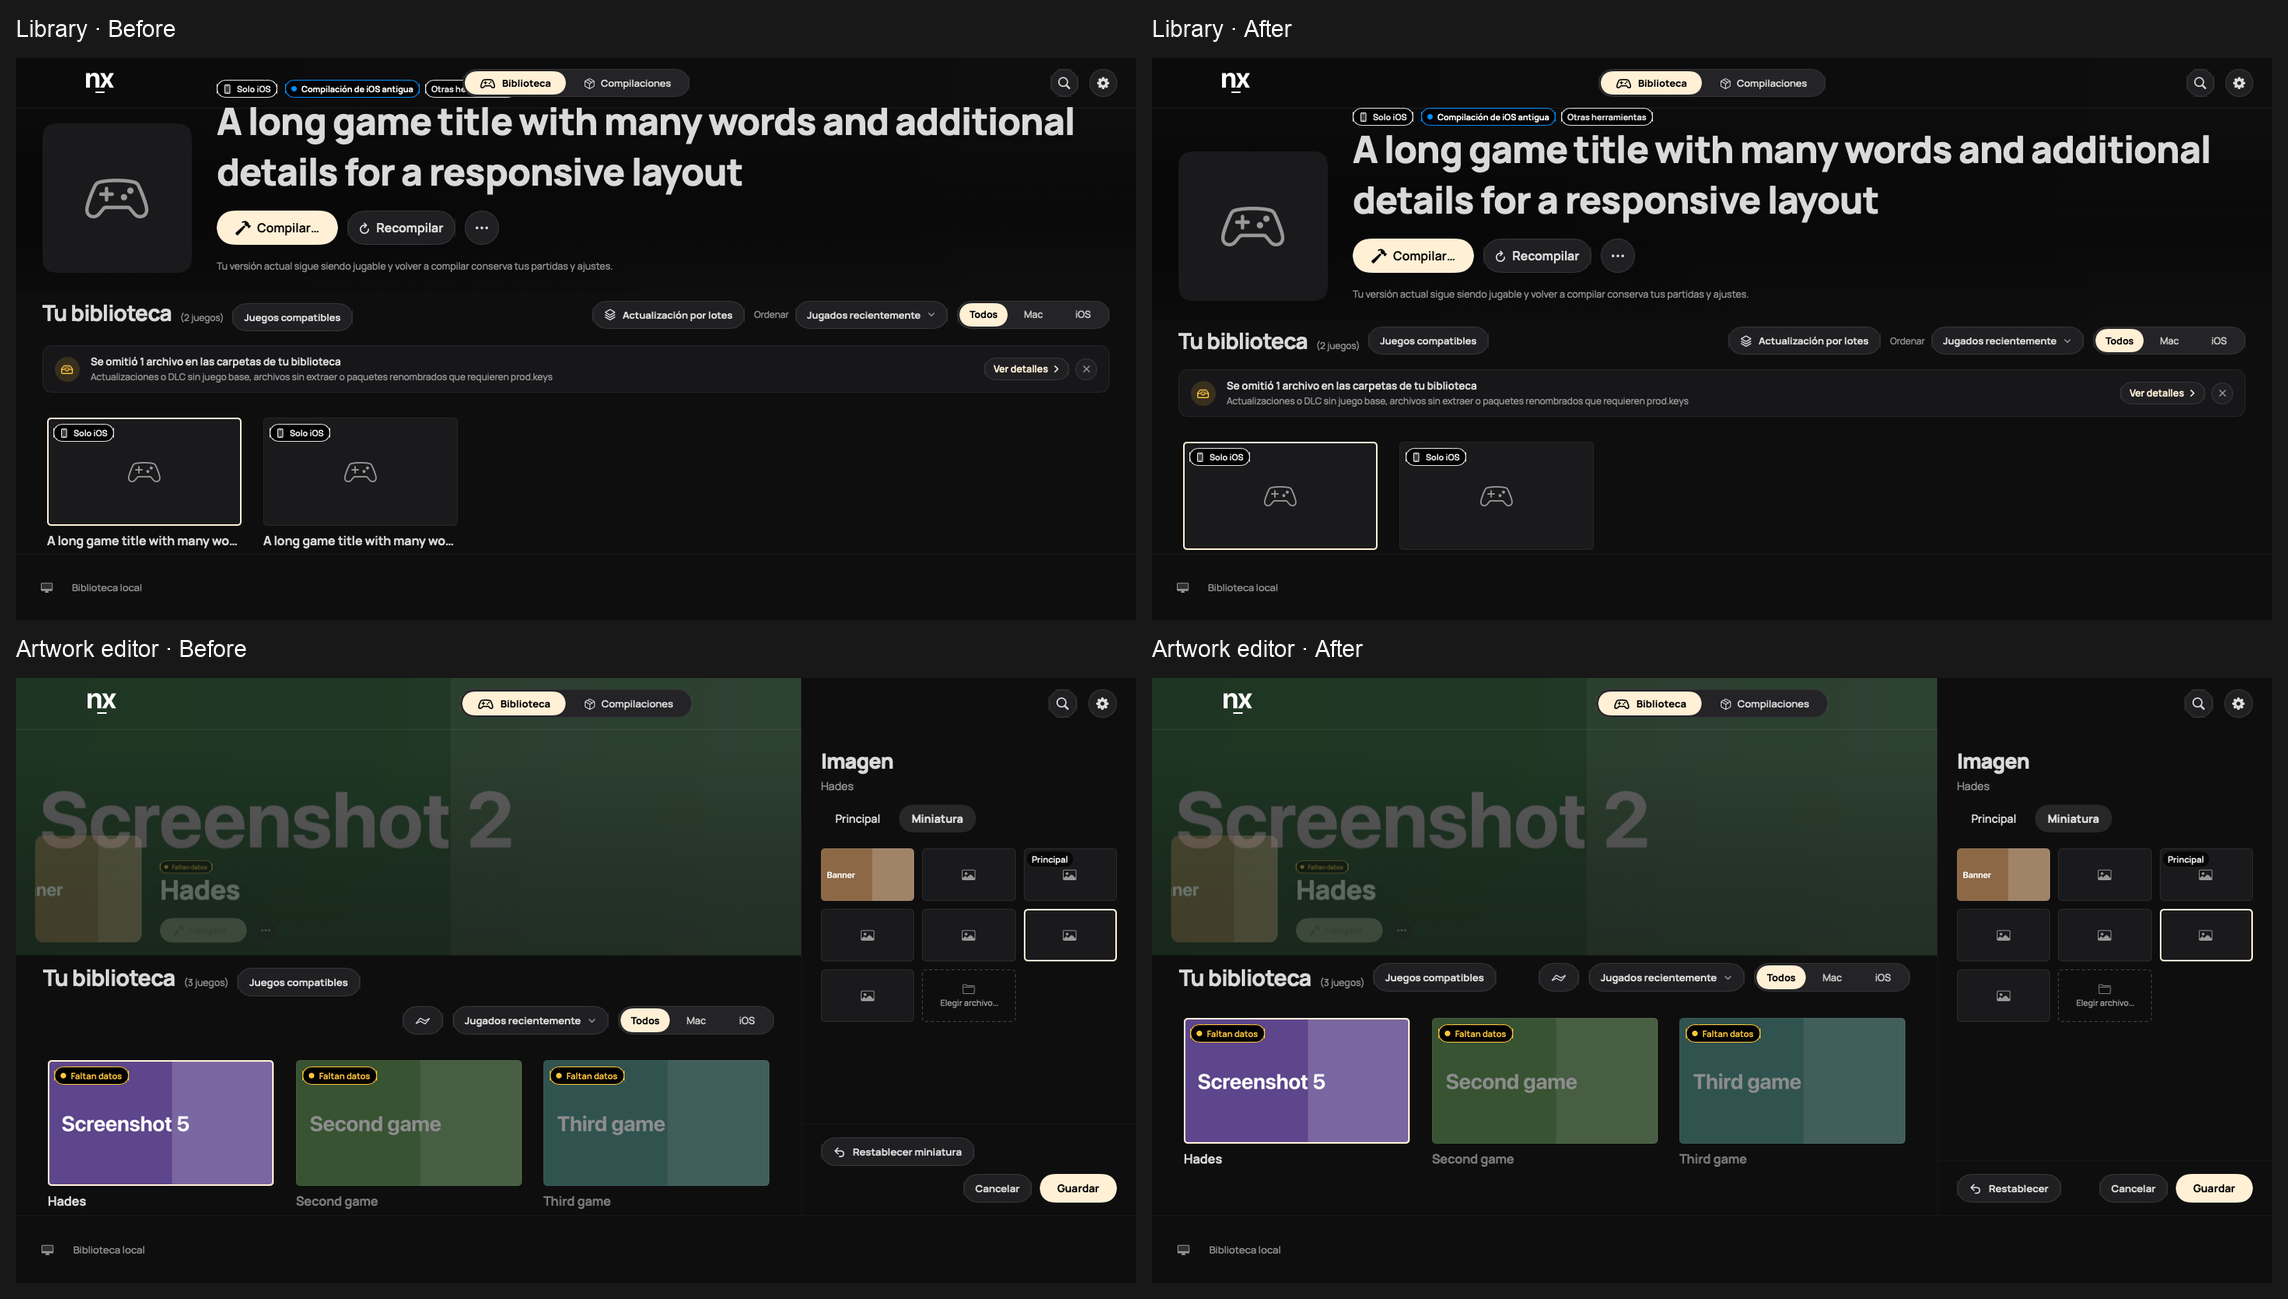 Library · Before
nx
Solo iOS
Compilación de iOS antigua
Otras he
Biblioteca
Compilaciones
A long game title with many words and additional
details for a responsive layout
Compilar...
Recompilar
Tu versión actual sigue siendo jugable y volver a compilar conserva tus partidas y ajustes.
Tu biblioteca
(2 juegos)
Juegos compatibles
Actualización por lotes
Ordenar
Jugados recientemente
Todos
Mac
iOS
Se omitió 1 archivo en las carpetas de tu biblioteca
Actualizaciones o DLC sin juego base, archivos sin extraer o paquetes renombrados que requieren prod.keys
Ver detalles
Solo iOS
Solo iOS
A long game title with many wo...
A long game title with many wo...
Biblioteca local
Library · After
nx
Biblioteca
Compilaciones
Solo iOS
Compilación de iOS antigua
Otras herramientas
A long game title with many words and additional
details for a responsive layout
Compilar...
Recompilar
Tu versión actual sigue siendo jugable y volver a compilar conserva tus partidas y ajustes.
Tu biblioteca
(2 juegos)
Juegos compatibles
Actualización por lotes
Ordenar
Jugados recientemente
Todos
Mac
iOS
Se omitió 1 archivo en las carpetas de tu biblioteca
Actualizaciones o DLC sin juego base, archivos sin extraer o paquetes renombrados que requieren prod.keys
Ver detalles
Solo iOS
Solo iOS
Biblioteca local
Artwork editor · Before
nx
Biblioteca
Compilaciones
Screenshot 2
ner
Faltan datos
Hades
Compilar...
Tu biblioteca
(3 juegos)
Juegos compatibles
Jugados recientemente
Todos
Mac
iOS
Faltan datos
Screenshot 5
Hades
Faltan datos
Second game
Second game
Faltan datos
Third game
Third game
Imagen
Hades
Principal
Miniatura
Banner
Principal
Elegir archivo...
Restablecer miniatura
Cancelar
Guardar
Biblioteca local
Artwork editor · After
nx
Biblioteca
Compilaciones
Screenshot 2
ner
Faltan datos
Hades
Compilar...
Tu biblioteca
(3 juegos)
Juegos compatibles
Jugados recientemente
Todos
Mac
iOS
Faltan datos
Screenshot 5
Hades
Faltan datos
Second game
Second game
Faltan datos
Third game
Third game
Imagen
Hades
Principal
Miniatura
Banner
Principal
Elegir archivo...
Restablecer
Cancelar
Guardar
Biblioteca local